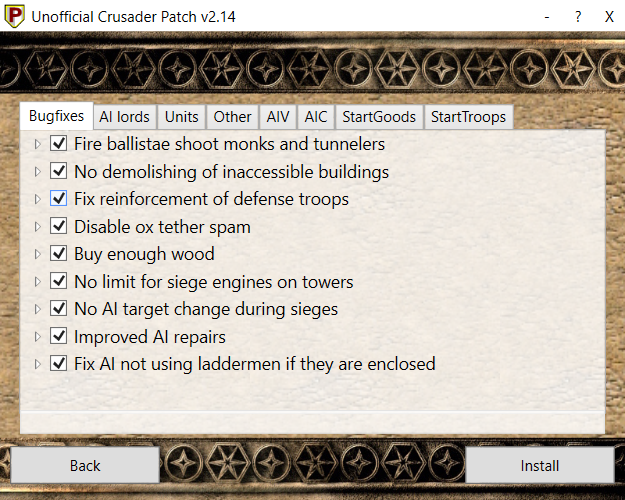 P Unofficial Crusader Patch v2.14 - ? X
Bugfixes AI lords Units Other AIV AIC StartGoods StartTroops
Fire ballistae shoot monks and tunnelers
No demolishing of inaccessible buildings
Fix reinforcement of defense troops
Disable ox tether spam
Buy enough wood
No limit for siege engines on towers
No AI target change during sieges
Improved AI repairs
Fix AI not using laddermen if they are enclosed
Back Install